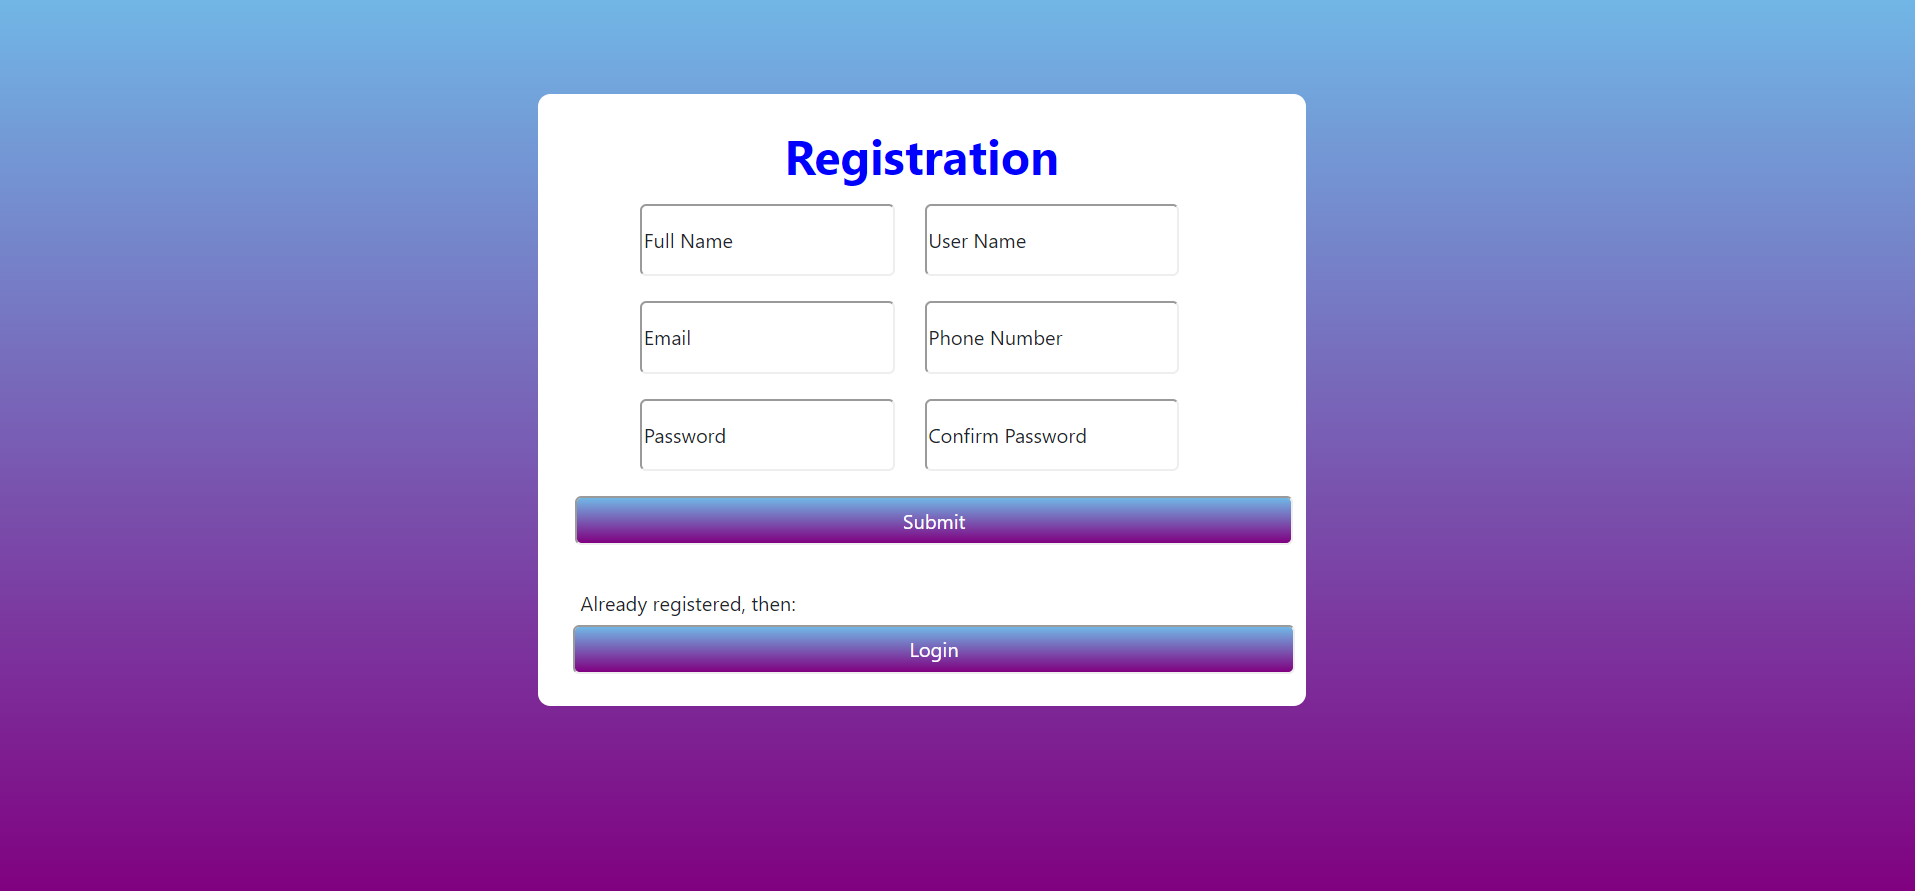 Registration
Full Name User Name
Email Phone Number
Password Confirm Password
Submit
Already registered, then:
Login